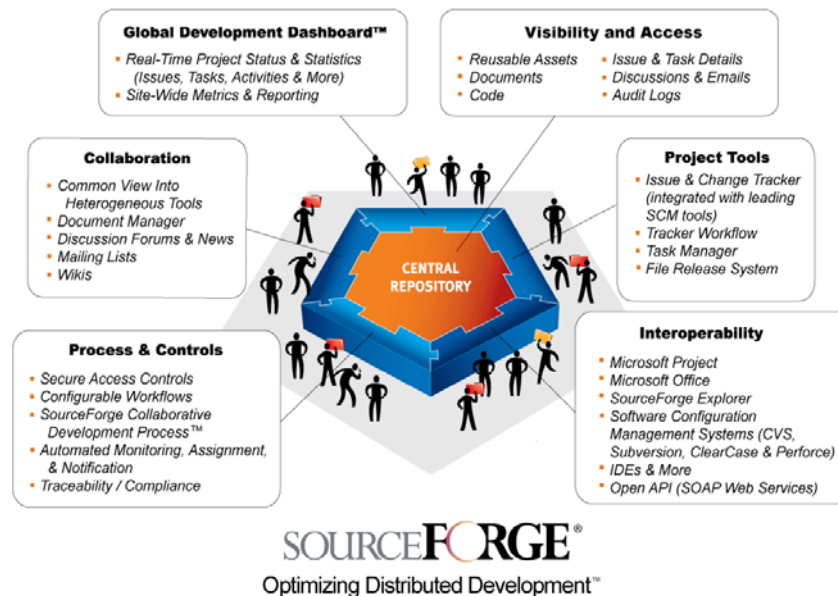 Global Development Dashboard™
Real-Time Project Status & Statistics
(Issues, Tasks, Activities & More)
Site-Wide Metrics & Reporting
Visibility and Access
Reusable Assets
Documents
Code
Issue & Task Details
Discussions & Emails
Audit Logs
Collaboration
Common View Into
Heterogeneous Tools
Document Manager
Discussion Forums & News
Mailing Lists
Wikis
Project Tools
Issue & Change Tracker
(integrated with leading
SCM tools)
Tracker Workflow
Task Manager
File Release System
CENTRAL
REPOSITORY
Process & Controls
Secure Access Controls
Configurable Workflows
SourceForge Collaborative
Development Process™
Automated Monitoring, Assignment,
& Notification
Traceability / Compliance
Interoperability
Microsoft Project
Microsoft Office
SourceForge Explorer
Software Configuration
Management Systems (CVS,
Subversion, ClearCase & Perforce)
IDEs & More
Open API (SOAP Web Services)
SOURCEFORGE®
Optimizing Distributed Development™